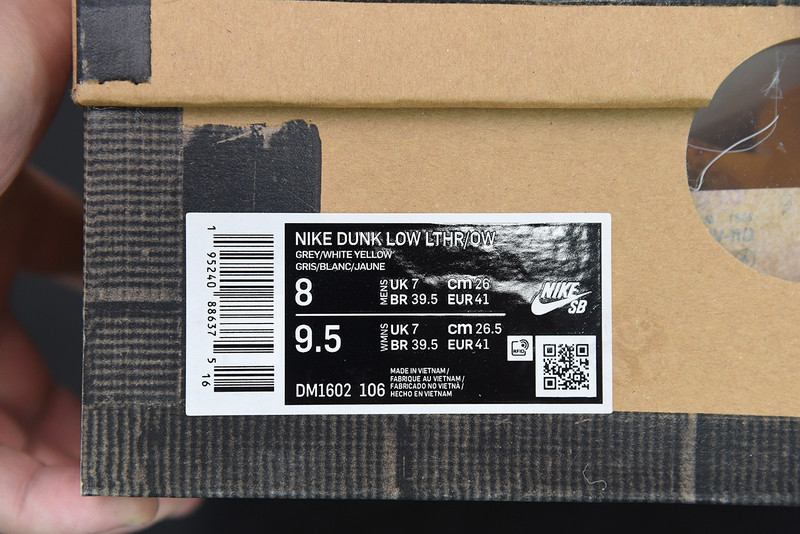 NIKE DUNK LOW LTHR/OW
GREY/WHITE YELLOW
GRIS/BLANC/JAUNE
8 MENS UK 7 cm 26
BR 39.5 EUR 41
9.5 WMNS UK 7 cm 26.5
BR 39.5 EUR 41
NIKE
SB
RFID
DM1602 106
MADE IN VIETNAM /
FABRIQUE AU VIETNAM /
FABRICADO NO VIETNÃ /
HECHO EN VIETNAM
1 95240 88637 5 16